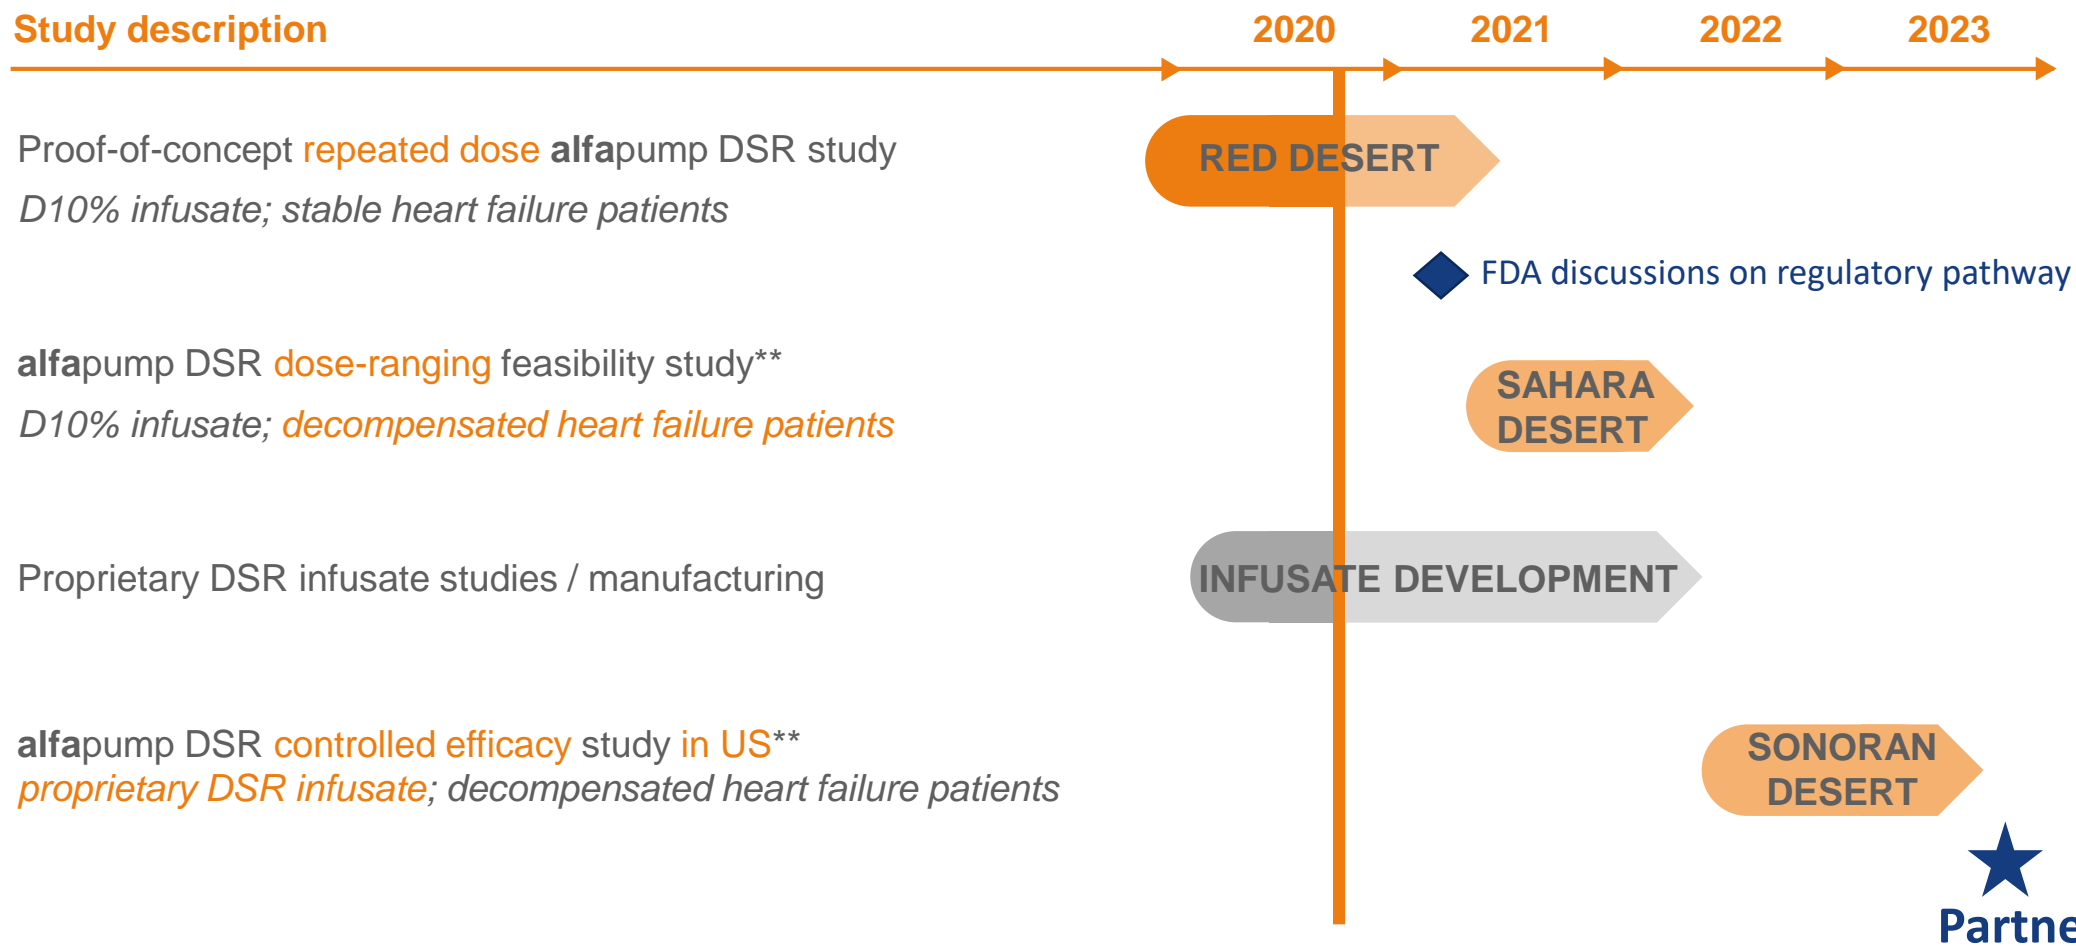 Study description 2020 2021 2022 2023
Proof-of-concept repeated dose alfapump DSR study
D10% infusate; stable heart failure patients
RED DESERT
FDA discussions on regulatory pathway
alfapump DSR dose-ranging feasibility study**
D10% infusate; decompensated heart failure patients
SAHARA
DESERT
Proprietary DSR infusate studies / manufacturing
INFUSATE DEVELOPMENT
alfapump DSR controlled efficacy study in US**
proprietary DSR infusate; decompensated heart failure patients
SONORAN
DESERT
Partne